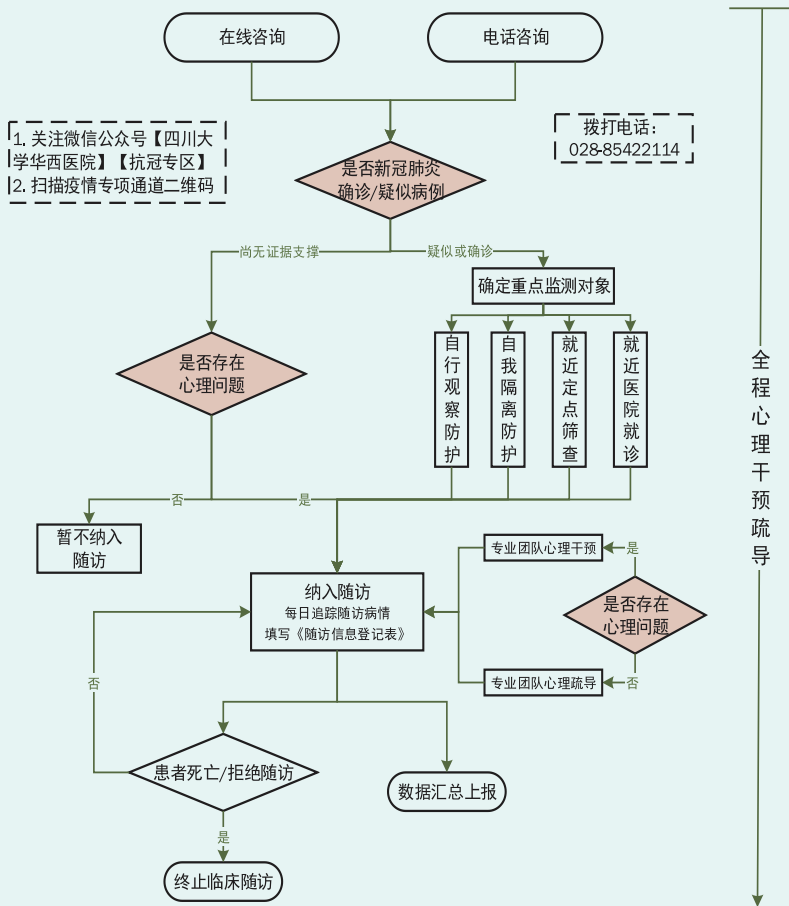 在线咨询
电话咨询
1. 关注微信公众号【四川大
学华西医院】【抗冠专区】
2. 扫描疫情专项通道二维码
拨打电话：
028-85422114
是否新冠肺炎
确诊/疑似病例
尚无证据支撑
疑似或确诊
确定重点监测对象
是否存在
心理问题
自行观察防护
自我隔离防护
就近定点筛查
就近医院就诊
全程心理干预疏导
否
是
暂不纳入
随访
纳入随访
每日追踪随访病情
填写《随访信息登记表》
专业团队心理干预
是
是否存在
心理问题
专业团队心理疏导
否
否
患者死亡/拒绝随访
数据汇总上报
是
终止临床随访